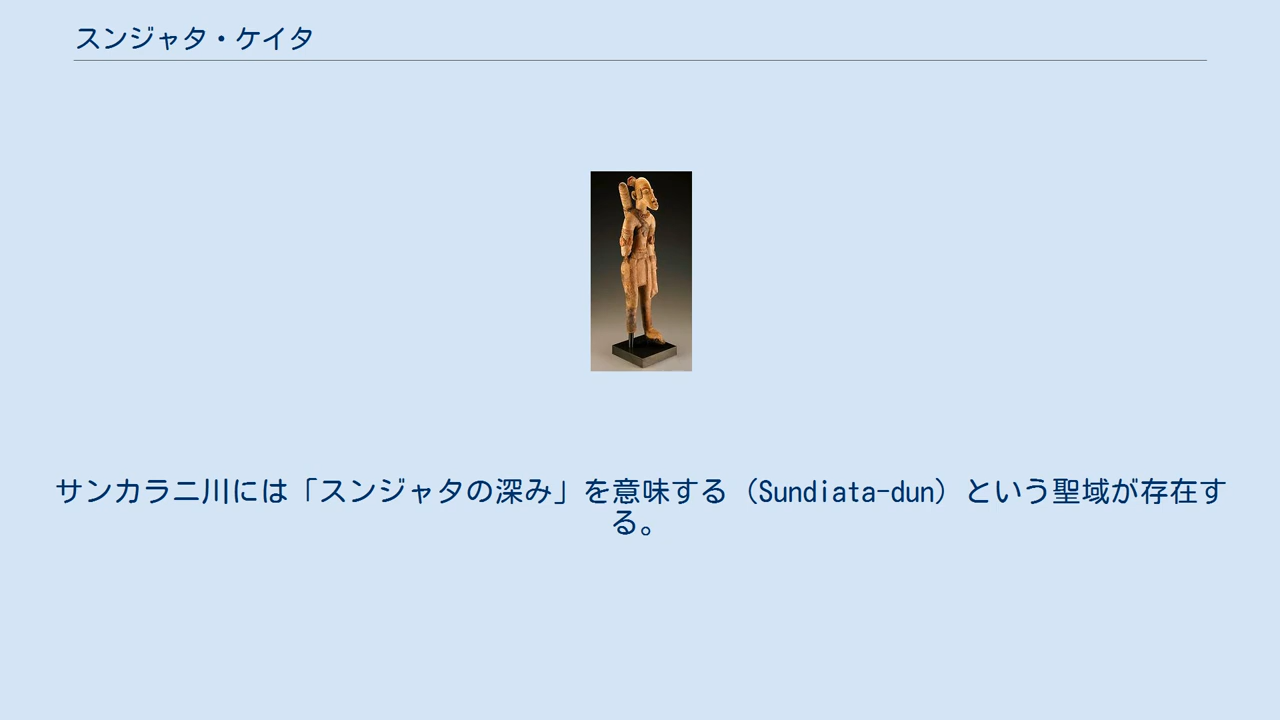 スンジャタ・ケイタ
サンカラニ川には「スンジャタの深み」を意味する（Sundiata-dun）という聖域が存在す
る。